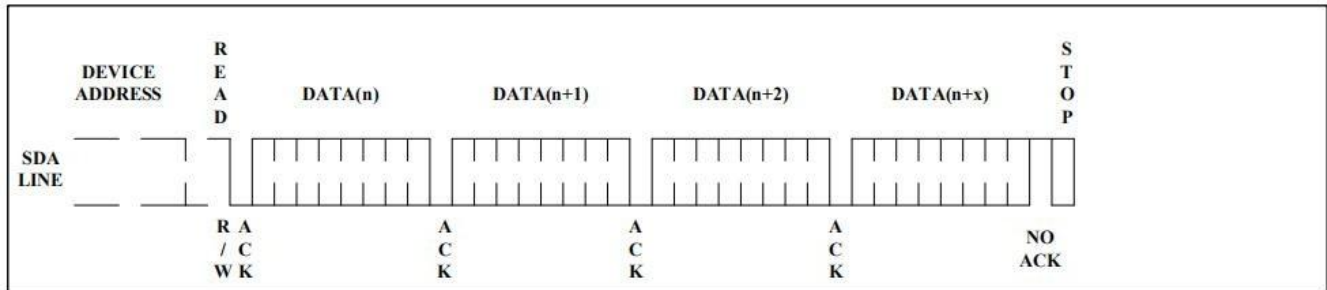 DEVICE
ADDRESS
READ
DATA(n)
DATA(n+1)
DATA(n+2)
DATA(n+x)
STOP
SDA
LINE
R/W
ACK
ACK
ACK
ACK
NO
ACK